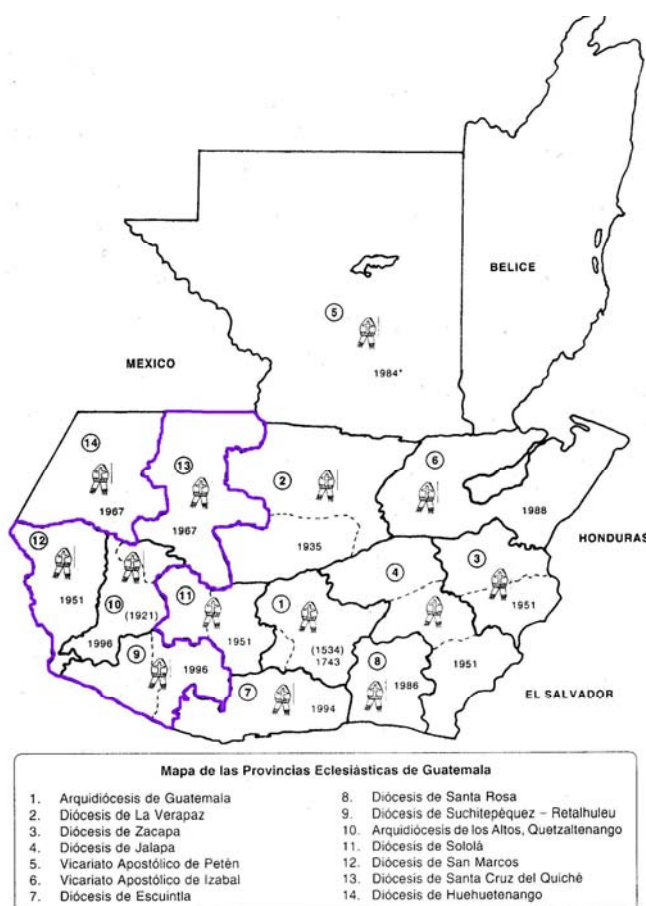 BELICE
5
MEXICO
1984*
14
13
6
2
1967
1967
1988
HONDURAS
12
1935
3
4
11
1
1951
10
(1921)
1951
(1534)
1951
1996
9
1996
1743
8
1951
7
1994
1986
EL SALVADOR
Mapa de las Provincias Eclesiásticas de Guatemala
1. Arquidiócesis de Guatemala
2. Diócesis de La Verapaz
3. Diócesis de Zacapa
4. Diócesis de Jalapa
5. Vicariato Apostólico de Petén
6. Vicariato Apostólico de Izabal
7. Diócesis de Escuintla
8. Diócesis de Santa Rosa
9. Diócesis de Suchitepéquez – Retalhuleu
10. Arquidiócesis de los Altos, Quetzaltenango
11. Diócesis de Sololá
12. Diócesis de San Marcos
13. Diócesis de Santa Cruz del Quiché
14. Diócesis de Huehuetenango